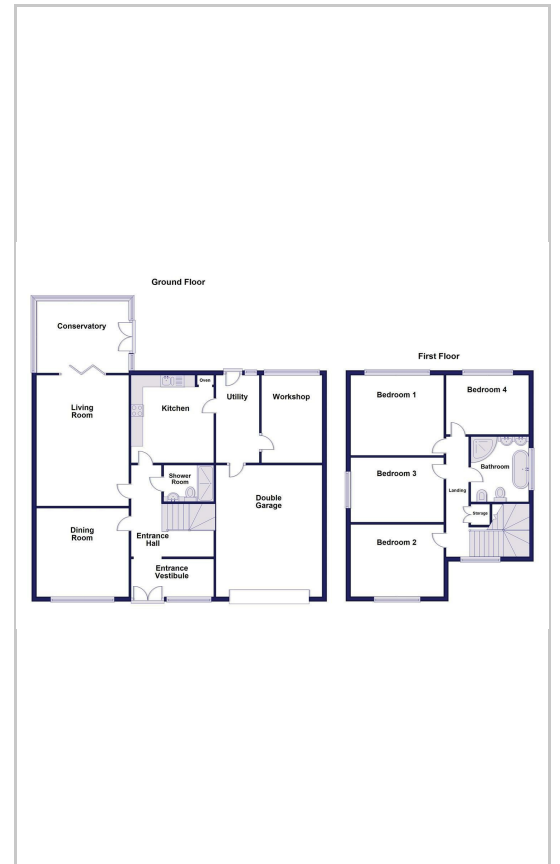 Ground Floor
Conservatory
Living
Room
Kitchen
Oven
Utility
Workshop
Shower
Room
Double
Garage
Dining
Room
Entrance
Hall
Entrance
Vestibule
First Floor
Bedroom 1
Bedroom 4
Bedroom 3
Bathroom
Landing
Storage
Bedroom 2